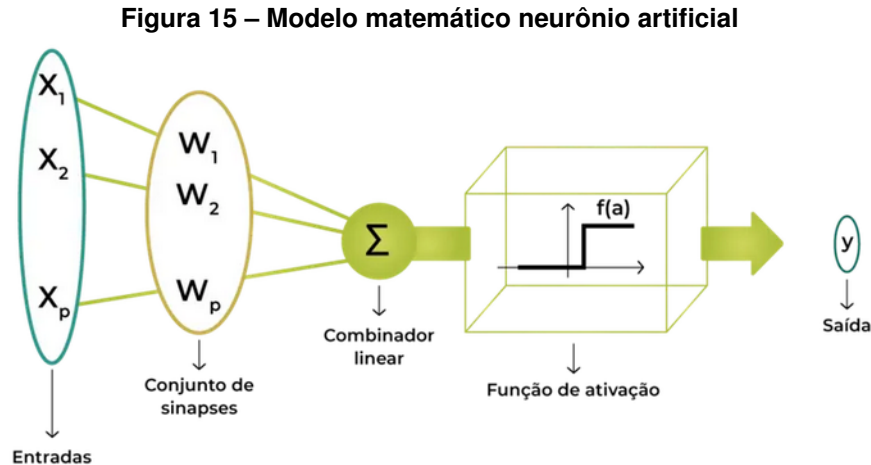 Figura 15 – Modelo matemático neurônio artificial
X1
X2
Xp
W1
W2
Wp
Σ
f(a)
y
Combinador
linear
Saída
Conjunto de
sinapses
Função de ativação
Entradas